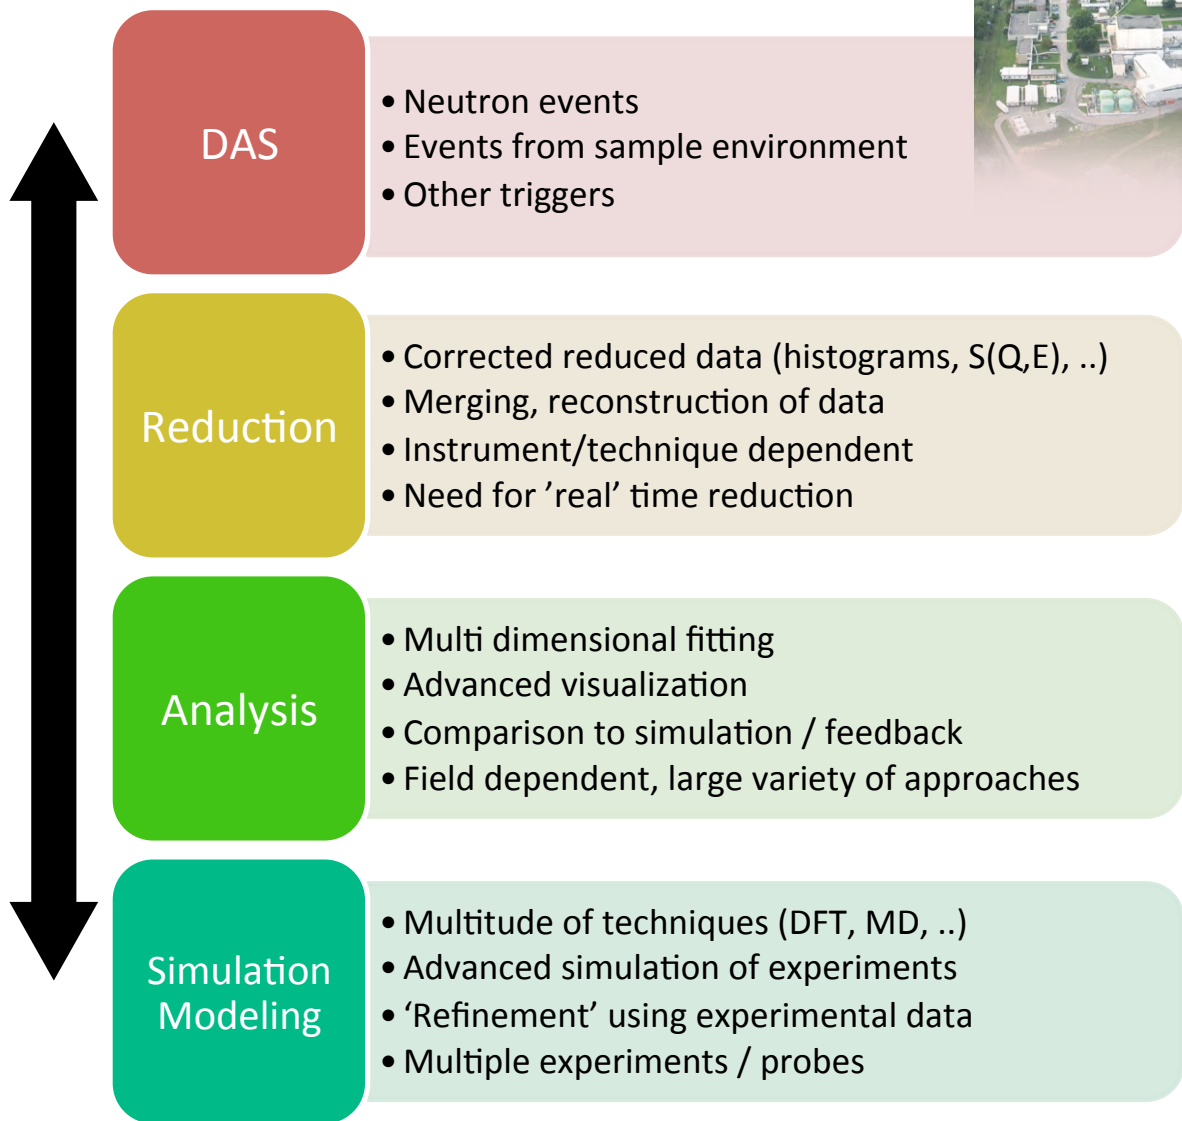 DAS
• Neutron events
• Events from sample environment
• Other triggers
Reduction
• Corrected reduced data (histograms, S(Q,E), ..)
• Merging, reconstruction of data
• Instrument/technique dependent
• Need for ’real’ time reduction
Analysis
• Multi dimensional fitting
• Advanced visualization
• Comparison to simulation / feedback
• Field dependent, large variety of approaches
Simulation
Modeling
• Multitude of techniques (DFT, MD, ..)
• Advanced simulation of experiments
• ‘Refinement’ using experimental data
• Multiple experiments / probes